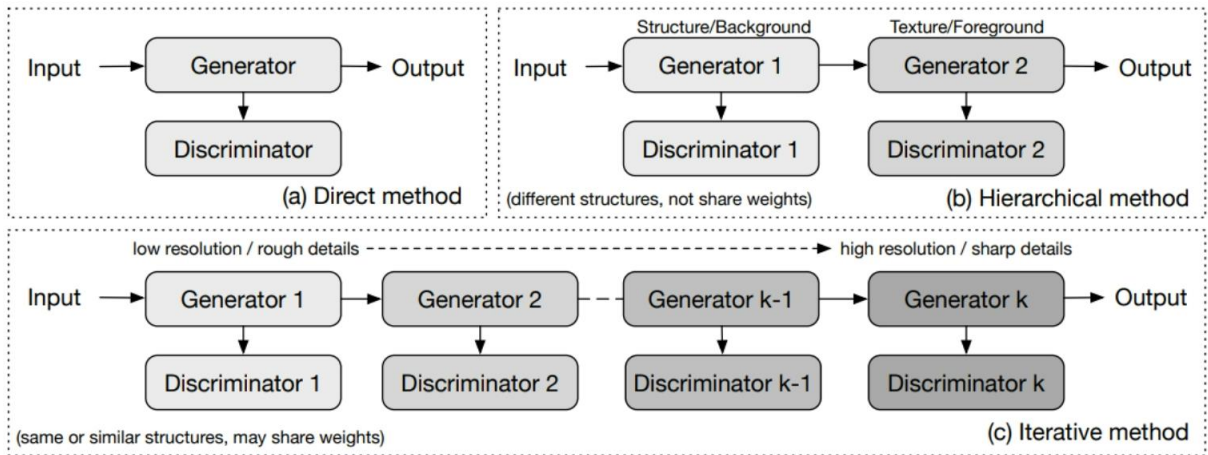 Input
Generator
Output
Discriminator
(a) Direct method
Structure/Background
Texture/Foreground
Input
Generator 1
Generator 2
Output
Discriminator 1
Discriminator 2
(different structures, not share weights)
(b) Hierarchical method
low resolution / rough details
high resolution / sharp details
Input
Generator 1
Generator 2
Generator k-1
Generator k
Output
Discriminator 1
Discriminator 2
Discriminator k-1
Discriminator k
(same or similar structures, may share weights)
(c) Iterative method